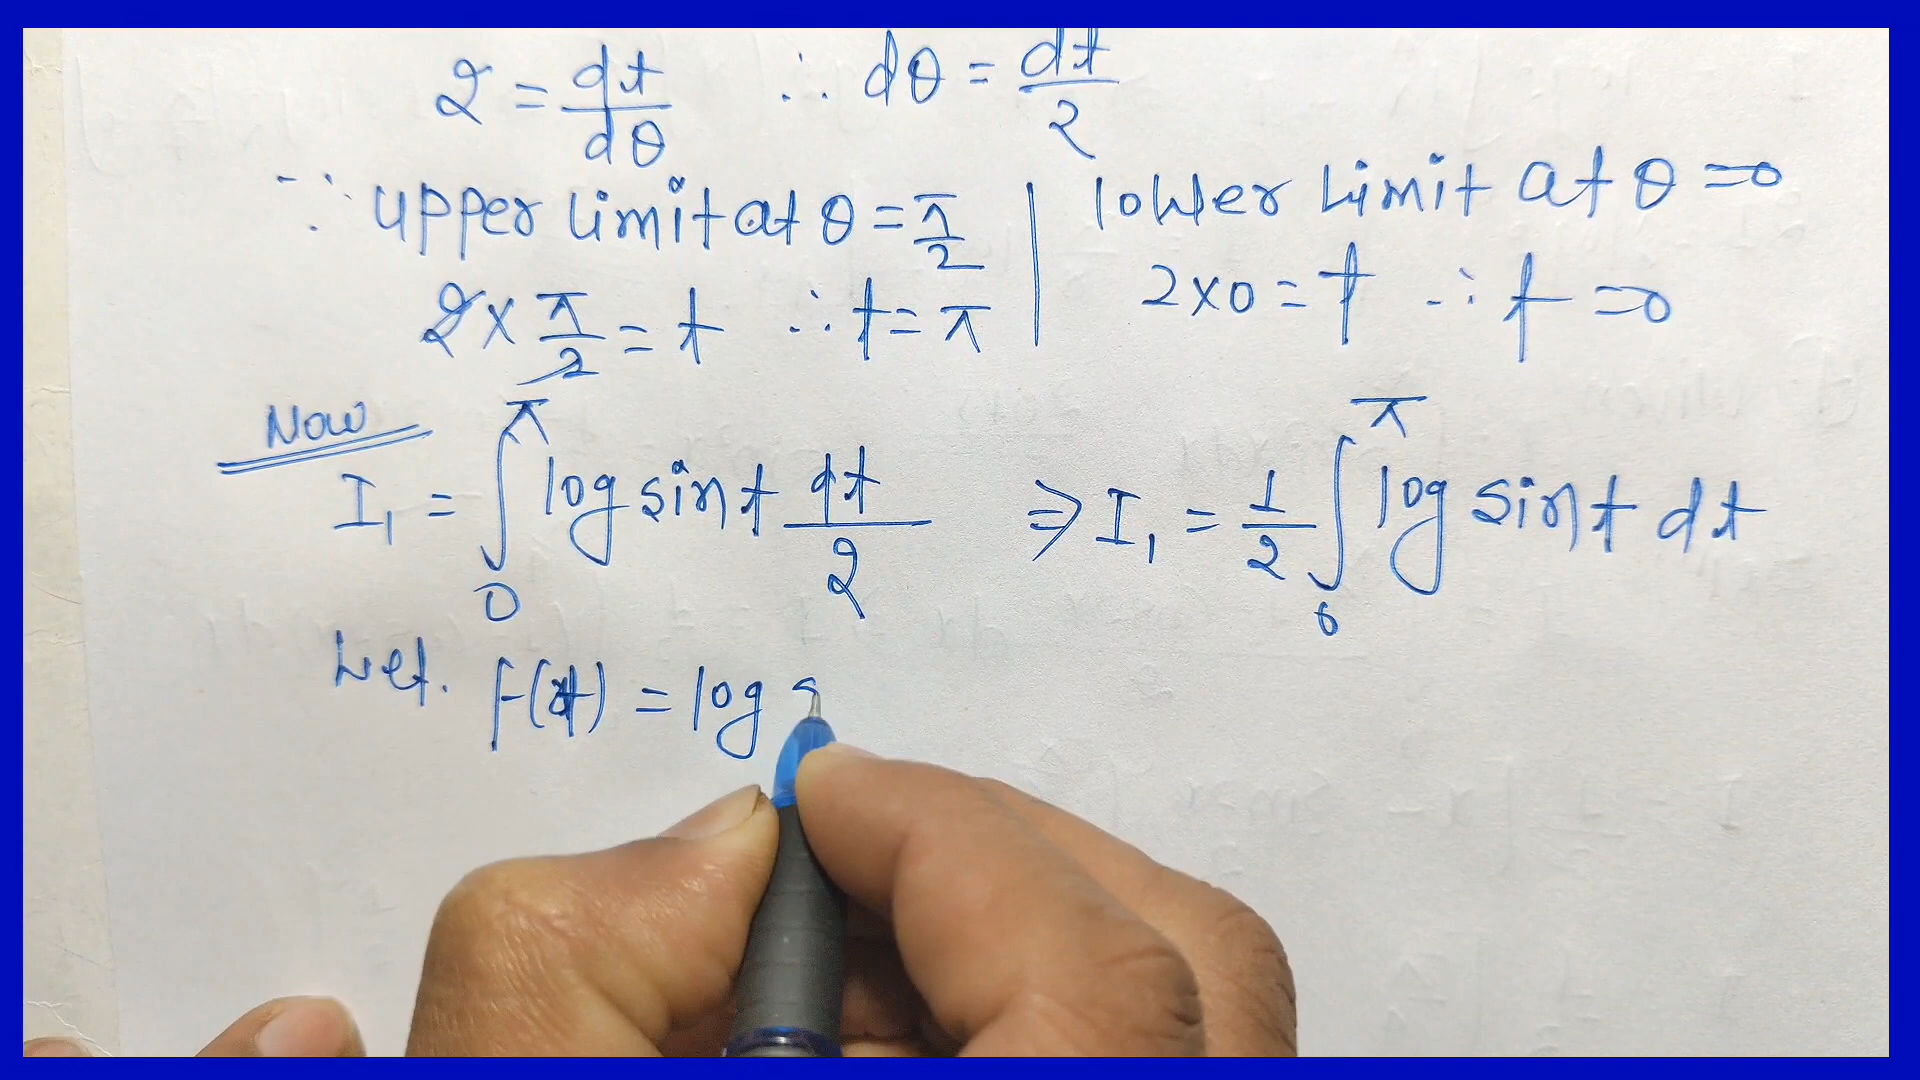 2 = dt/dθ ∴ dθ = dt/2
∴ upper limit at θ = π/2 | lower limit at θ = 0
2 × π/2 = t ∴ t = π | 2×0 = t ∴ t = 0
Now
I₁ = ∫₀^π log sin t dt/2 ⇒ I₁ = 1/2 ∫₀^π log sin t dt
Let. f(t) = log s